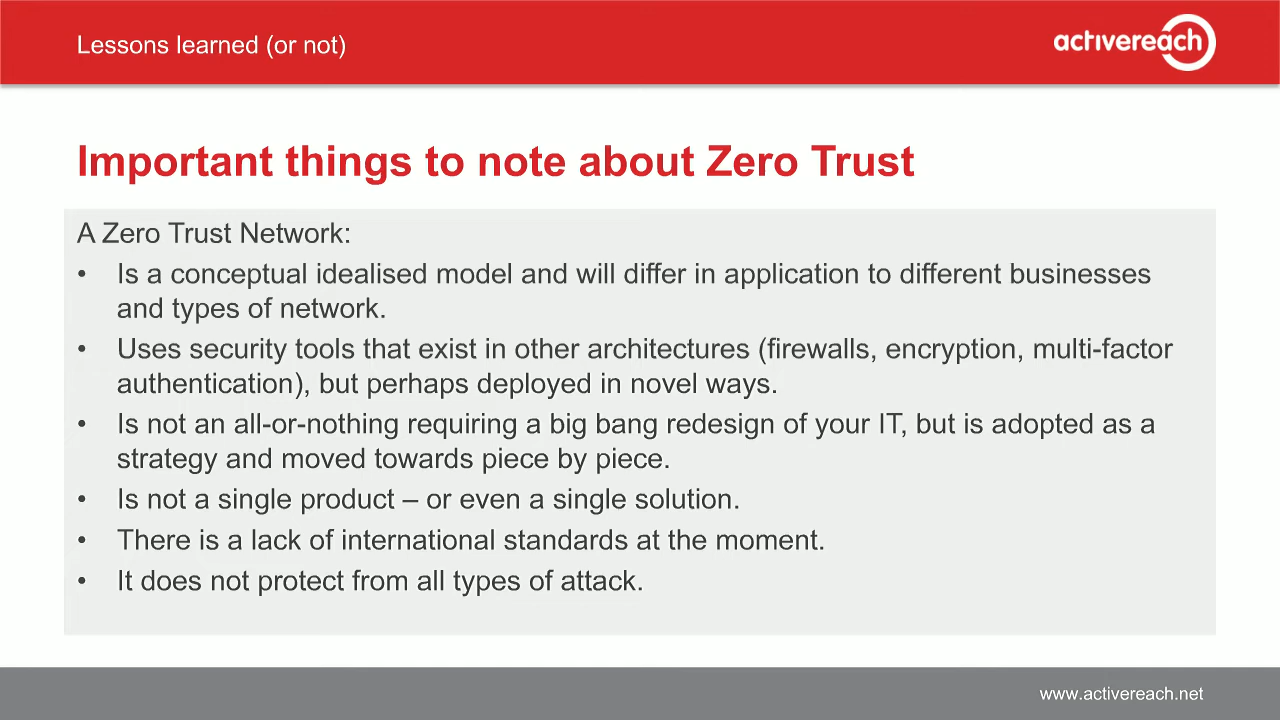 Lessons learned (or not)
activereach
Important things to note about Zero Trust
A Zero Trust Network:
• Is a conceptual idealised model and will differ in application to different businesses
and types of network.
• Uses security tools that exist in other architectures (firewalls, encryption, multi-factor
authentication), but perhaps deployed in novel ways.
• Is not an all-or-nothing requiring a big bang redesign of your IT, but is adopted as a
strategy and moved towards piece by piece.
• Is not a single product – or even a single solution.
• There is a lack of international standards at the moment.
• It does not protect from all types of attack.
www.activereach.net